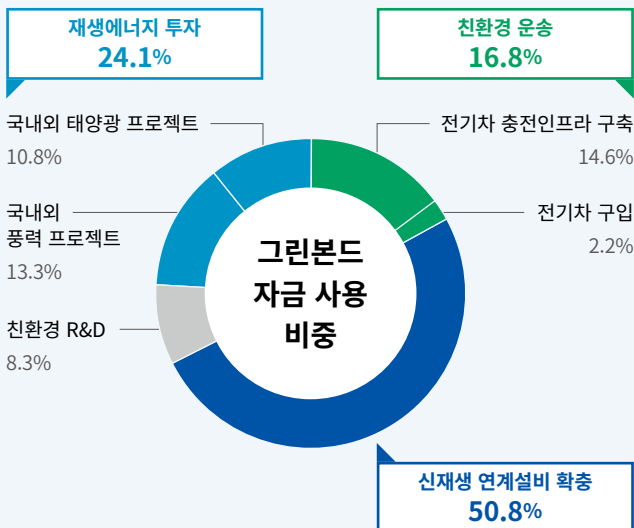 재생에너지 투자
24.1%
친환경 운송
16.8%
국내외 태양광 프로젝트
10.8%
전기차 충전인프라 구축
14.6%
국내외
풍력 프로젝트
13.3%
전기차 구입
2.2%
그린본드
자금 사용
비중
친환경 R&D
8.3%
신재생 연계설비 확충
50.8%